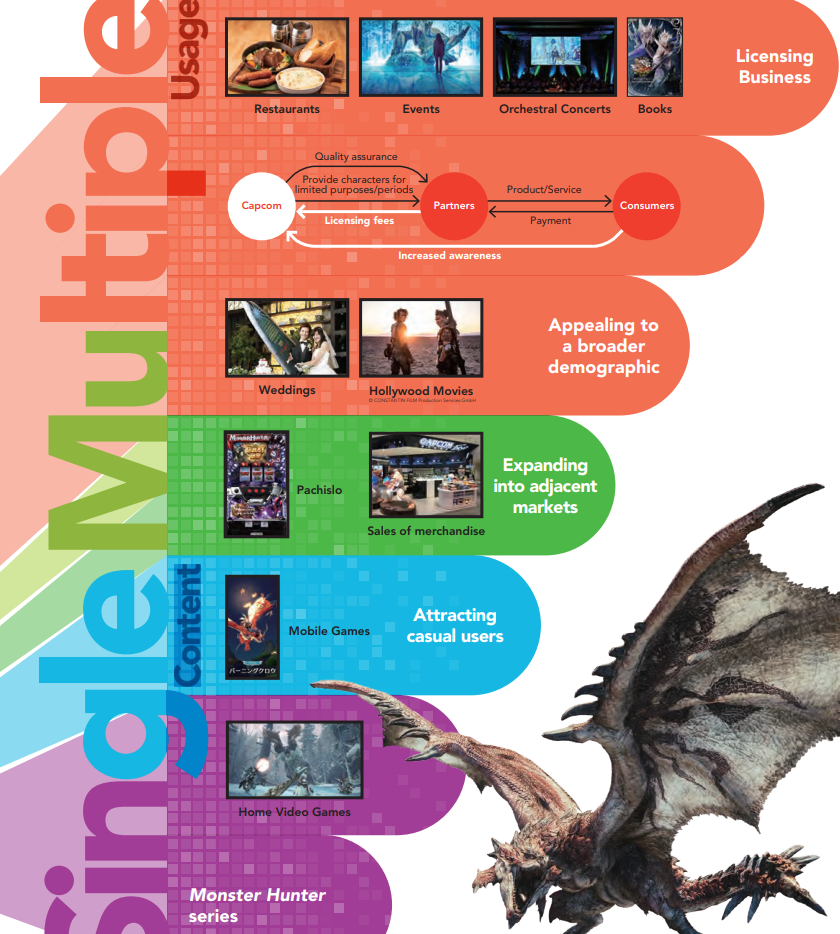 Single Content Multiple Usage
Restaurants
Events
Orchestral Concerts
Books
Licensing
Business
Quality assurance
Provide characters for
limited purposes/periods
Capcom
Partners
Consumers
Product/Service
Payment
Licensing fees
Increased awareness
Weddings
Hollywood Movies
© CONSTANTIN FILM Production Services GmbH
Appealing to
a broader
demographic
MONSTER HUNTER
Pachislo
CAPCOM
Sales of merchandise
Expanding
into adjacent
markets
バーニングクロウ
Mobile Games
Attracting
casual users
Home Video Games
Monster Hunter
series